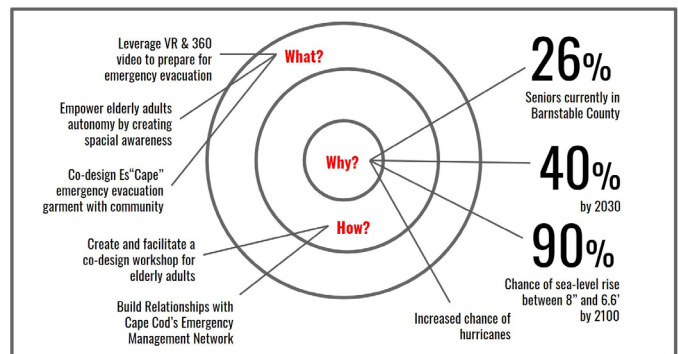 Leverage VR & 360
video to prepare for
emergency evacuation
Empower elderly adults
autonomy by creating
spacial awareness
Co-design Es“Cape”
emergency evacuation
garment with community
Create and facilitate a
co-design workshop for
elderly adults
Build Relationships with
Cape Cod's Emergency
Management Network
What?
Why?
How?
26%
Seniors currently in
Barnstable County
40%
by 2030
90%
Chance of sea-level rise
between 8” and 6.6’
by 2100
Increased chance of
hurricanes